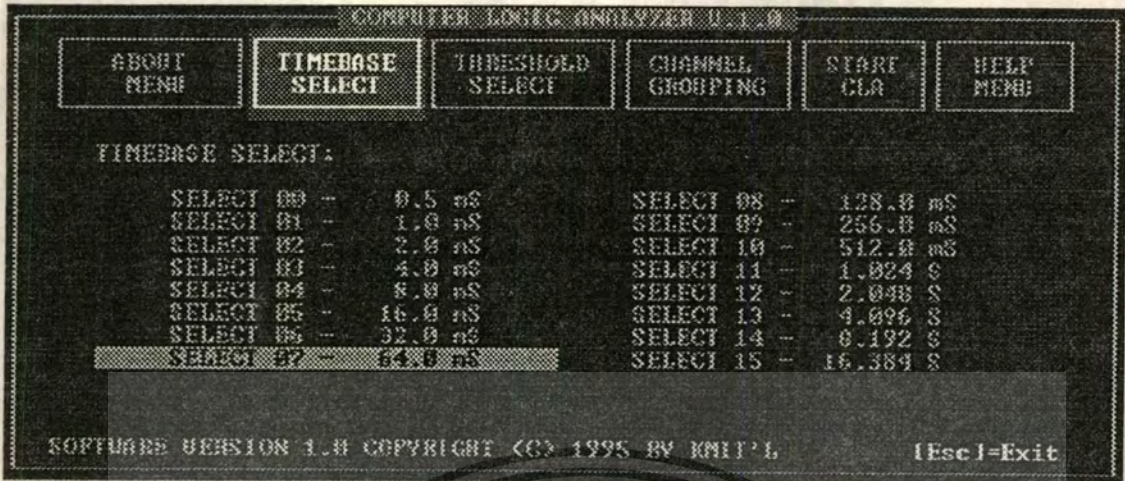 COMPUTER LOGIC ANALYZER V.1.0
ABOUT MENU
TIMEBASE SELECT
THRESHOLD SELECT
CHANNEL GROUPING
START CLA
HELP MENU
TIMEBASE SELECT:
SELECT 00 - 0.5 mS
SELECT 01 - 1.0 mS
SELECT 02 - 2.0 mS
SELECT 03 - 4.0 mS
SELECT 04 - 8.0 mS
SELECT 05 - 16.0 mS
SELECT 06 - 32.0 mS
SELECT 07 - 64.0 mS
SELECT 08 - 128.0 mS
SELECT 09 - 256.0 mS
SELECT 10 - 512.0 mS
SELECT 11 - 1.024 S
SELECT 12 - 2.048 S
SELECT 13 - 4.096 S
SELECT 14 - 8.192 S
SELECT 15 - 16.384 S
SOFTWARE VERSION 1.0 COPYRIGHT (C) 1995 BY KMIT'L
[Esc]=Exit